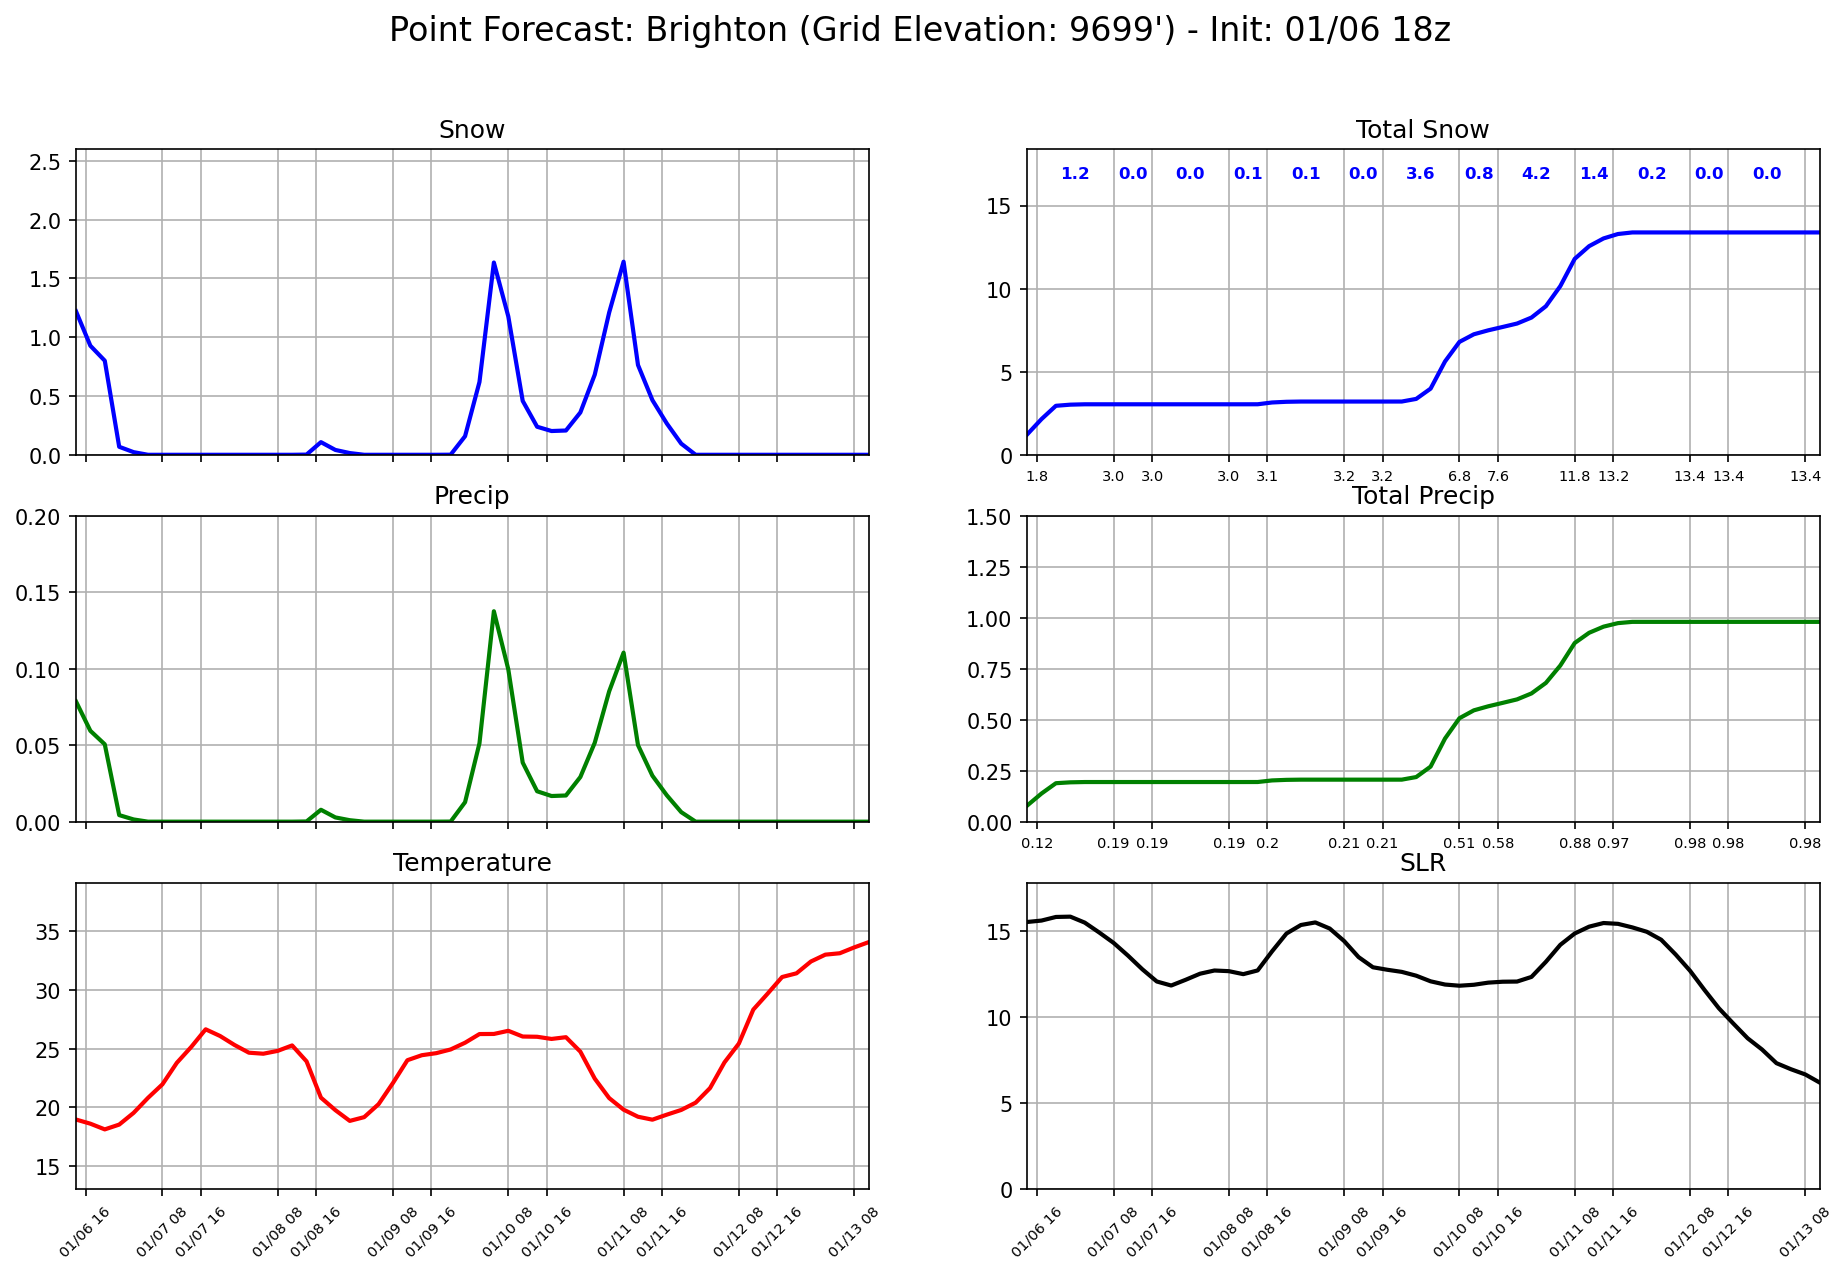 Point Forecast: Brighton (Grid Elevation: 9699') - Init: 01/06 18z
Snow
2.5
2.0
1.5
1.0
0.5
0.0
Total Snow
1.2 0.0 0.0 0.1 0.1 0.0 3.6 0.8 4.2 1.4 0.2 0.0 0.0
15
10
5
0
1.8 3.0 3.0 3.0 3.1 3.2 3.2 6.8 7.6 11.8 13.2 13.4 13.4 13.4
Precip
0.20
0.15
0.10
0.05
0.00
Total Precip
1.50
1.25
1.00
0.75
0.50
0.25
0.00
0.12 0.19 0.19 0.19 0.2 0.21 0.21 0.51 0.58 0.88 0.97 0.98 0.98 0.98
Temperature
35
30
25
20
15
01/06 16 01/07 08 01/07 16 01/08 08 01/08 16 01/09 08 01/09 16 01/10 08 01/10 16 01/11 08 01/11 16 01/12 08 01/12 16 01/13 08
SLR
15
10
5
0
01/06 16 01/07 08 01/07 16 01/08 08 01/08 16 01/09 08 01/09 16 01/10 08 01/10 16 01/11 08 01/11 16 01/12 08 01/12 16 01/13 08